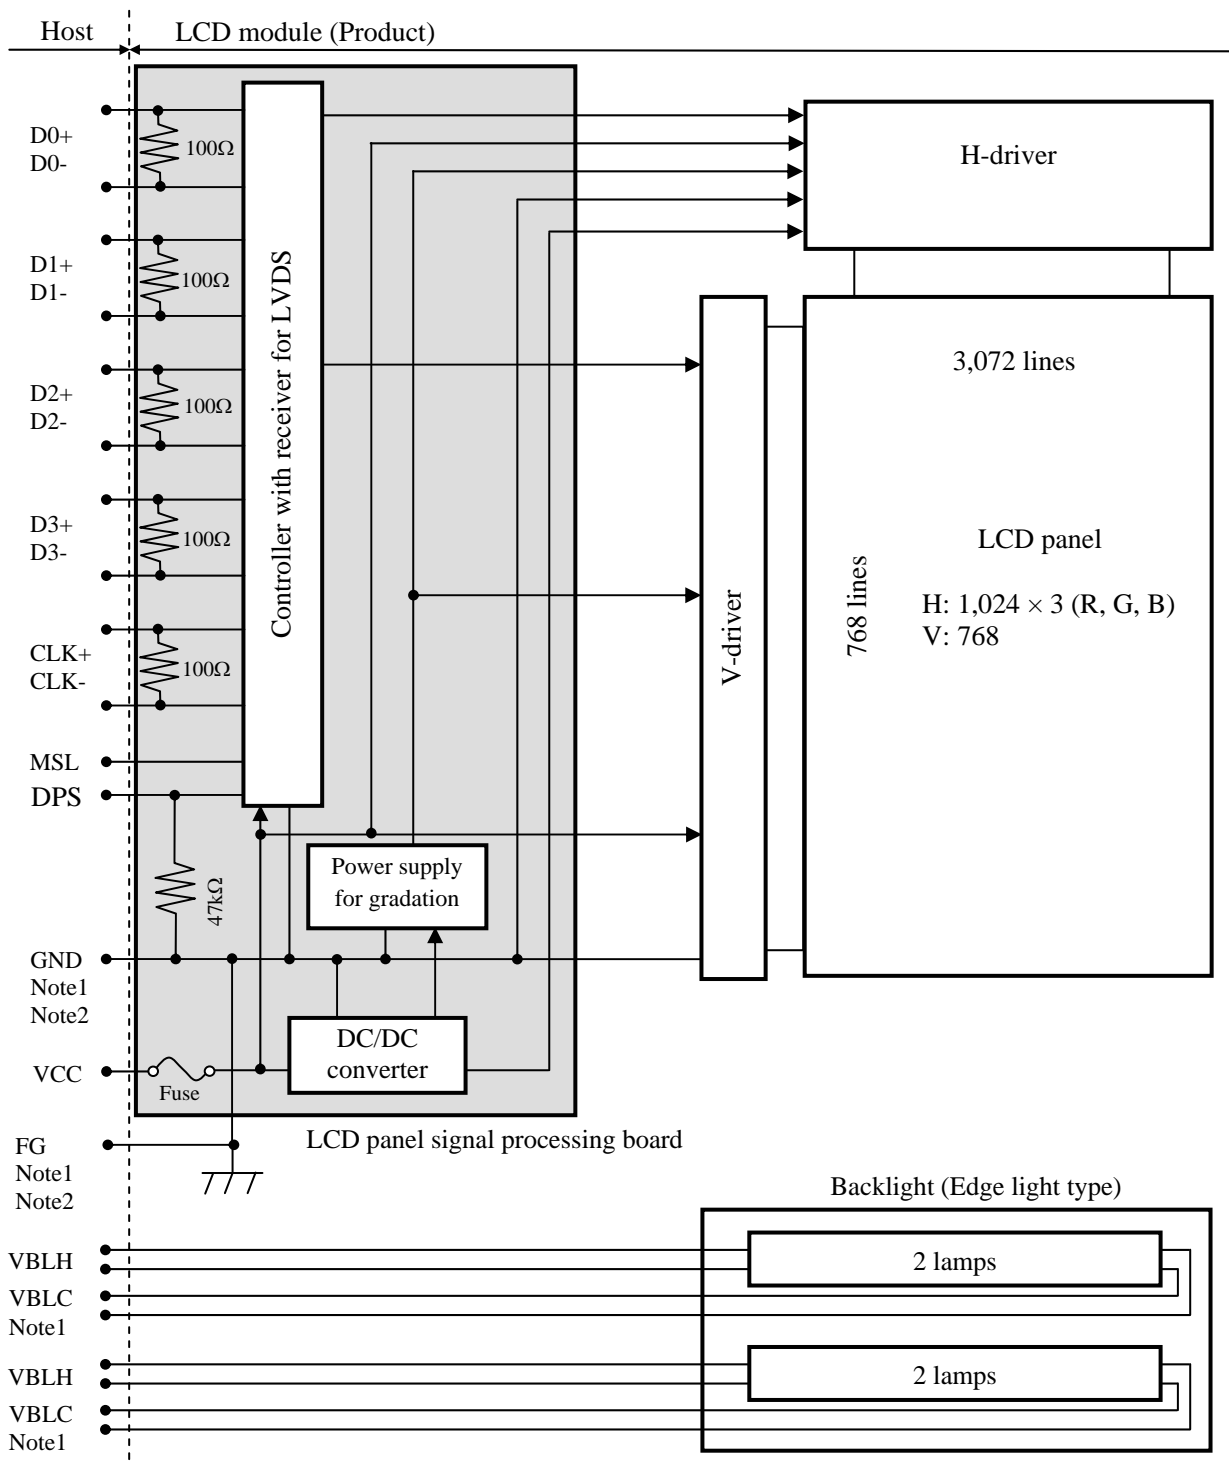 Host
LCD module (Product)
D0+
D0-
100Ω
H-driver
D1+
D1-
100Ω
Controller with receiver for LVDS
3,072 lines
D2+
D2-
100Ω
D3+
D3-
100Ω
LCD panel
768 lines
H: 1,024 × 3 (R, G, B)
V: 768
V-driver
CLK+
CLK-
100Ω
MSL
DPS
47kΩ
Power supply
for gradation
GND
Note1
Note2
DC/DC
converter
VCC
Fuse
LCD panel signal processing board
FG
Note1
Note2
Backlight (Edge light type)
VBLH
2 lamps
VBLC
Note1
VBLH
2 lamps
VBLC
Note1